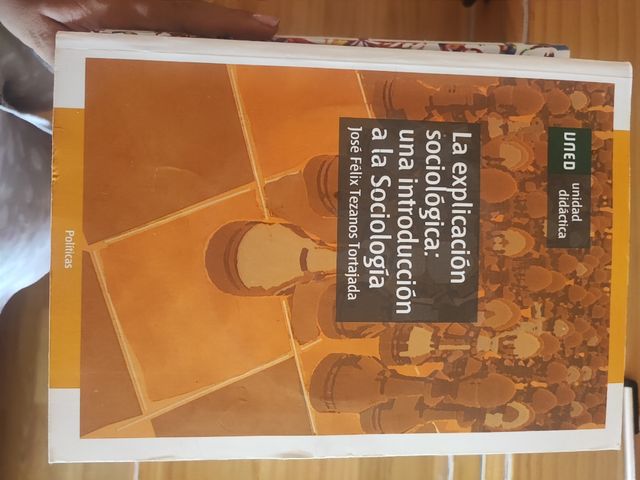 UNED
unidad
didáctica
La explicación
sociológica:
una introducción
a la Sociología
José Félix Tezanos Tortajada
Políticas